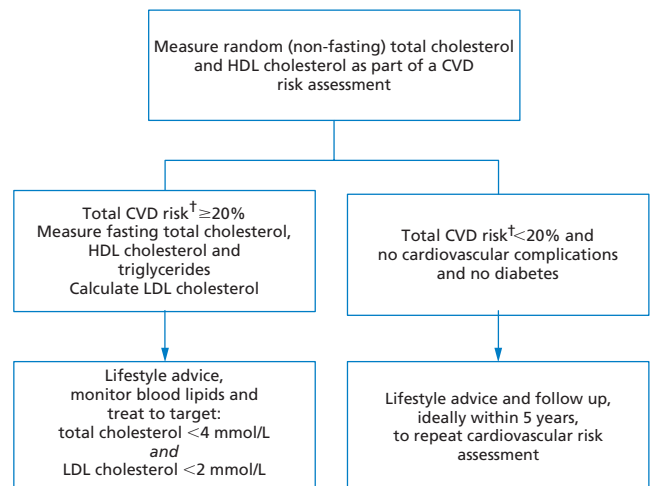 Measure random (non-fasting) total cholesterol
and HDL cholesterol as part of a CVD
risk assessment
Total CVD risk† ≥20%
Measure fasting total cholesterol,
HDL cholesterol and
triglycerides
Calculate LDL cholesterol
Total CVD risk†<20% and
no cardiovascular complications
and no diabetes
Lifestyle advice,
monitor blood lipids and
treat to target:
total cholesterol <4 mmol/L
and
LDL cholesterol <2 mmol/L
Lifestyle advice and follow up,
ideally within 5 years,
to repeat cardiovascular risk
assessment